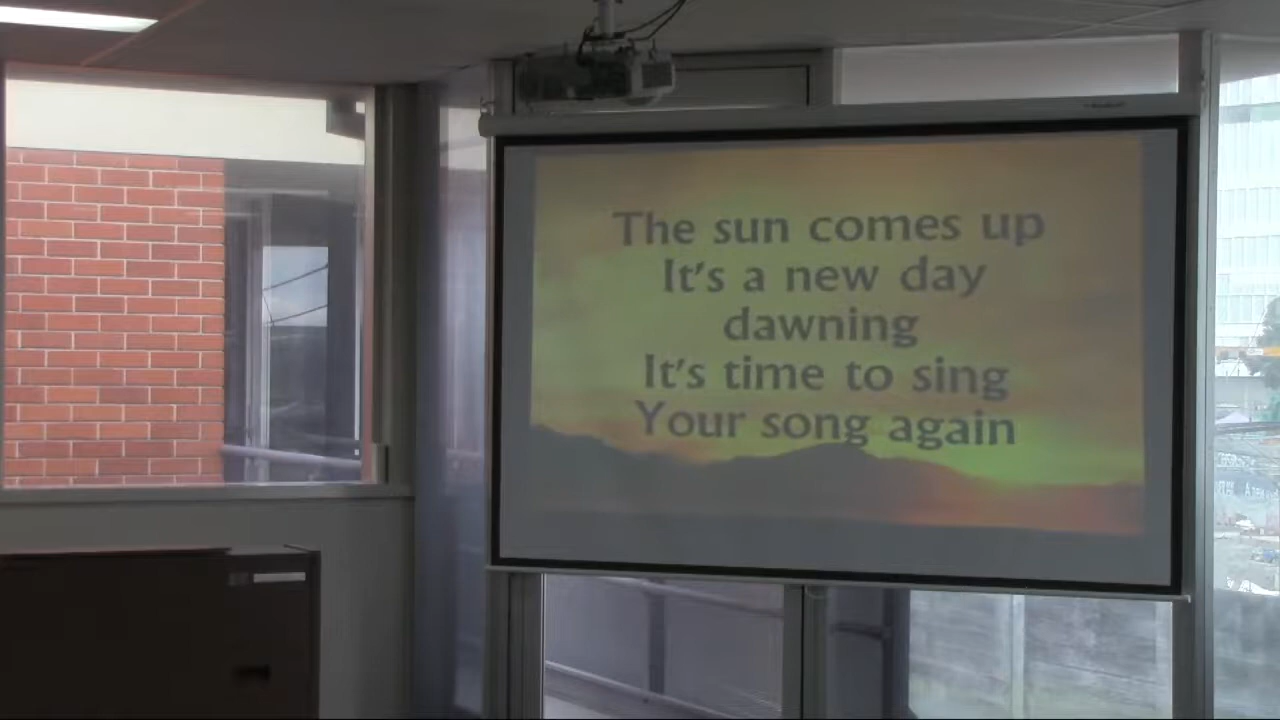 The sun comes up
It's a new day
dawning
It's time to sing
Your song again